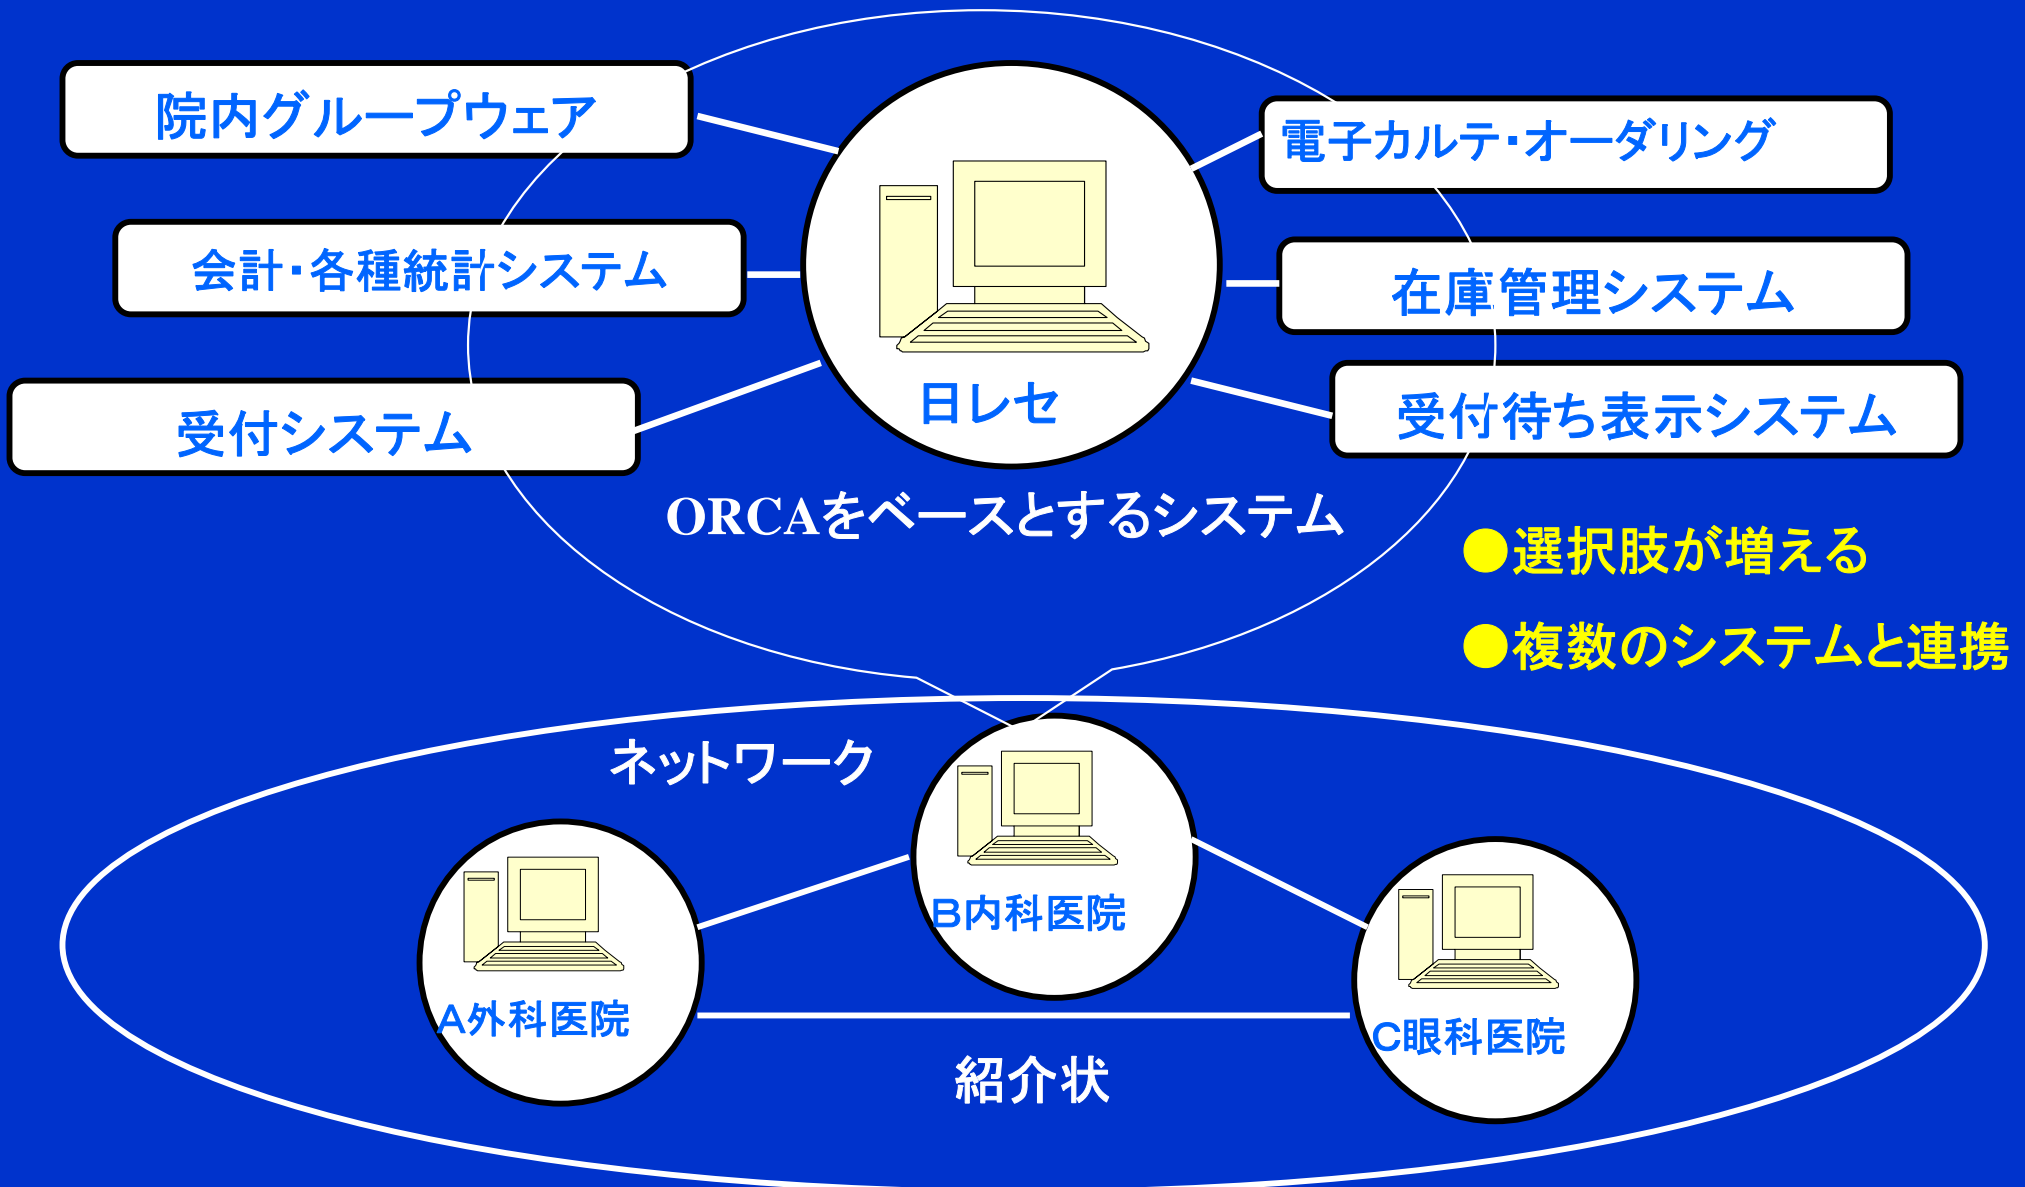 院内グループウェア
電子カルテ・オーダリング
会計・各種統計システム
在庫管理システム
受付システム
日レセ
受付待ち表示システム
ORCAをベースとするシステム
●選択肢が増える
●複数のシステムと連携
ネットワーク
B内科医院
A外科医院
C眼科医院
紹介状